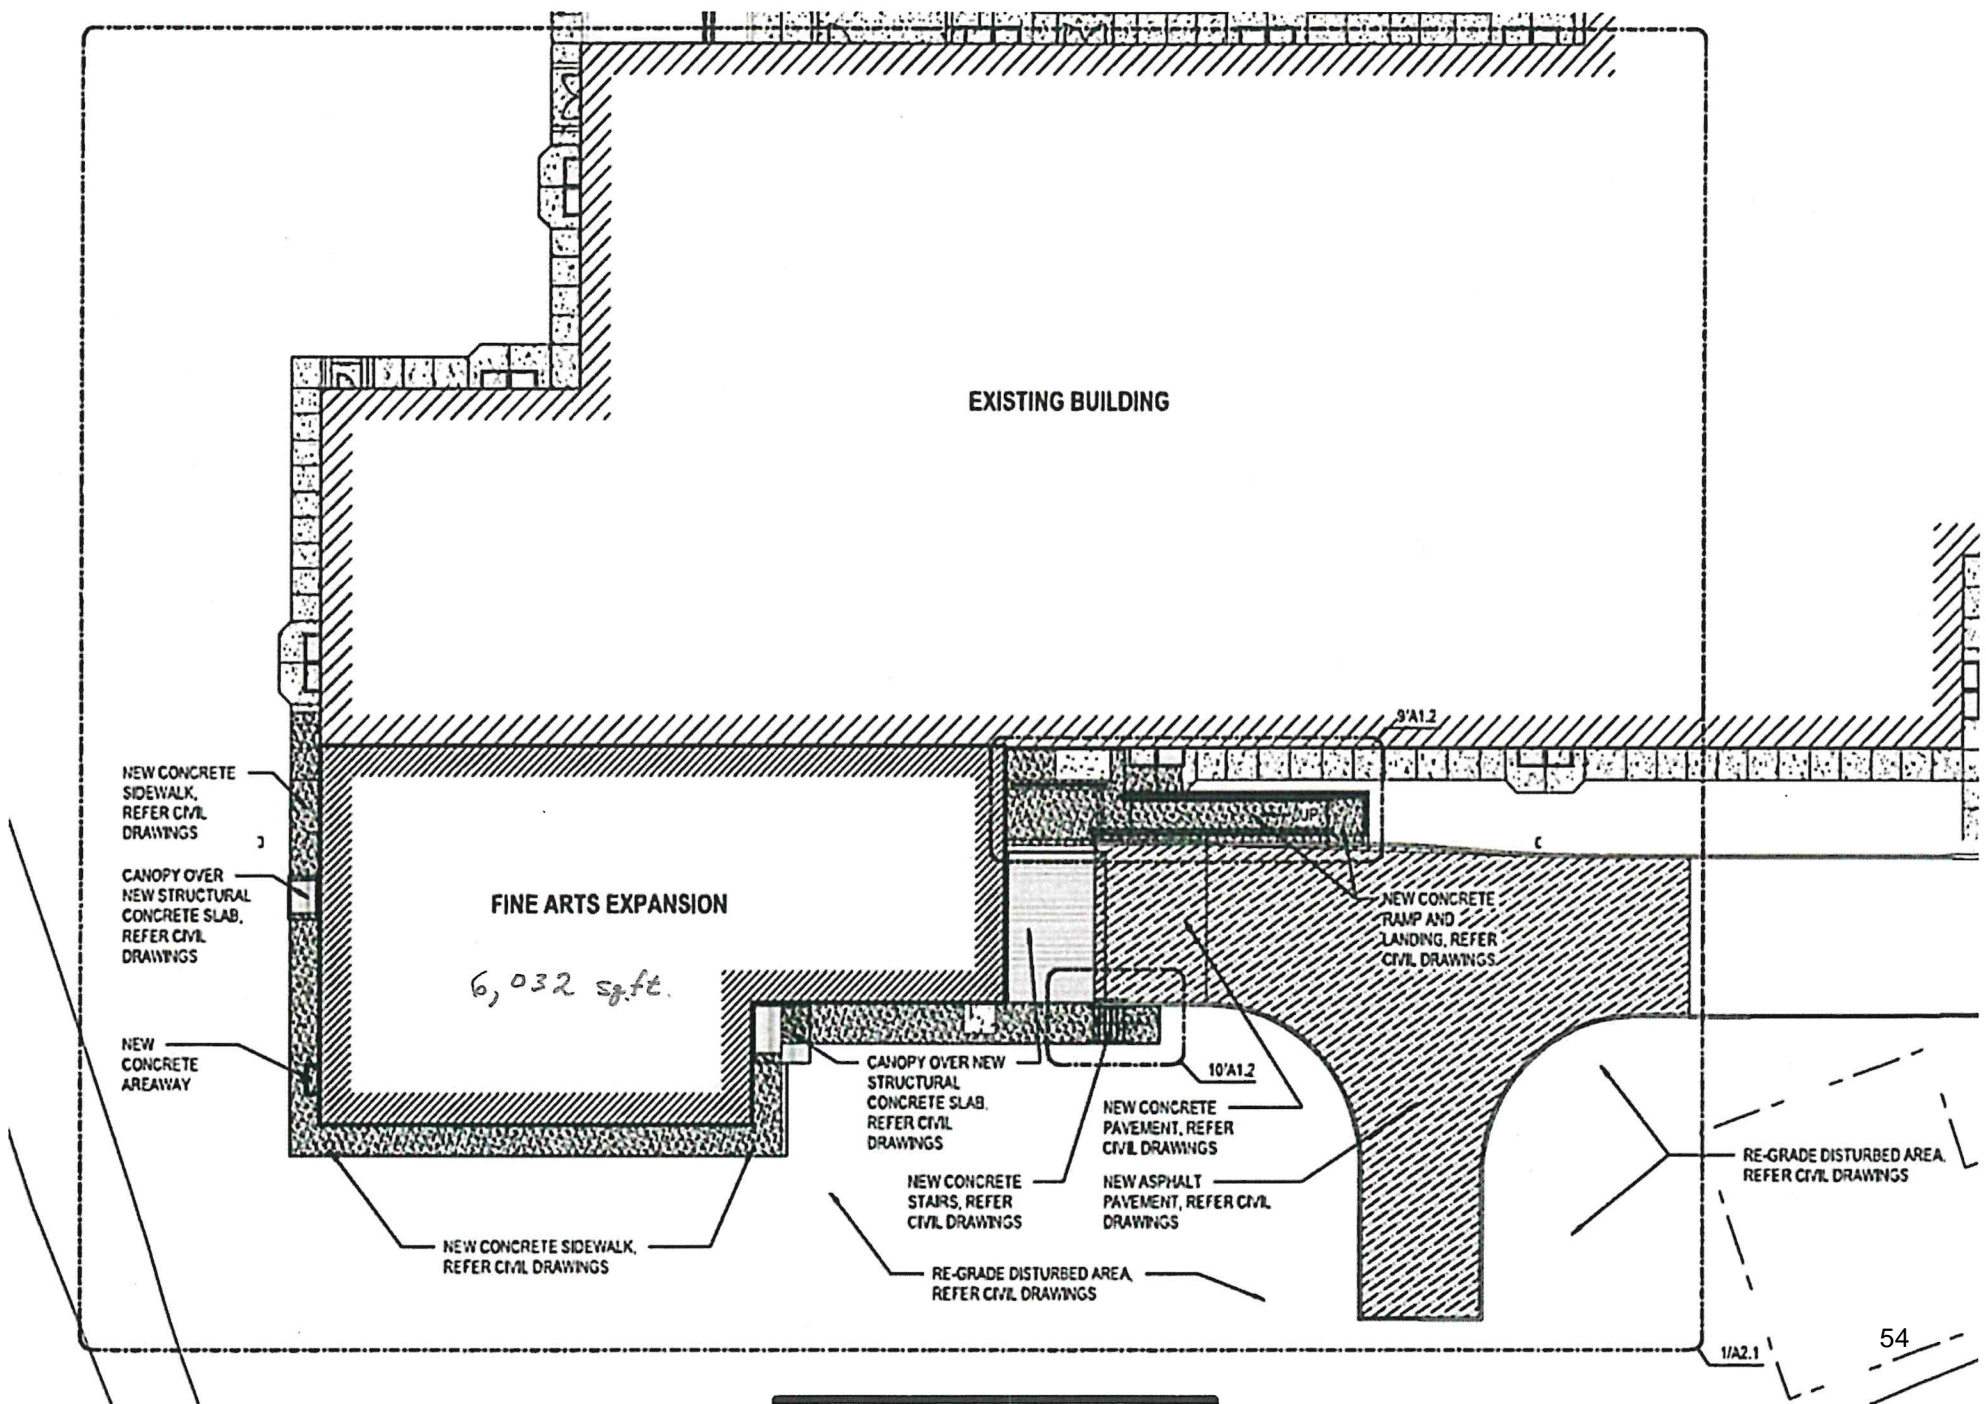 EXISTING BUILDING
9'A1.2
NEW CONCRETE
SIDEWALK,
REFER CIVIL
DRAWINGS
UP
CANOPY OVER
NEW STRUCTURAL
CONCRETE SLAB,
REFER CIVIL
DRAWINGS
FINE ARTS EXPANSION
6,032 sq.ft.
NEW CONCRETE
RAMP AND
LANDING, REFER
CIVIL DRAWINGS
NEW
CONCRETE
AREAWAY
CANOPY OVER NEW
STRUCTURAL
CONCRETE SLAB,
REFER CIVIL
DRAWINGS
10'A1.2
NEW CONCRETE
PAVEMENT, REFER
CIVIL DRAWINGS
NEW CONCRETE
STAIRS, REFER
CIVIL DRAWINGS
NEW ASPHALT
PAVEMENT, REFER CIVIL
DRAWINGS
RE-GRADE DISTURBED AREA,
REFER CIVIL DRAWINGS
NEW CONCRETE SIDEWALK,
REFER CIVIL DRAWINGS
RE-GRADE DISTURBED AREA,
REFER CIVIL DRAWINGS
54
1/A2.1